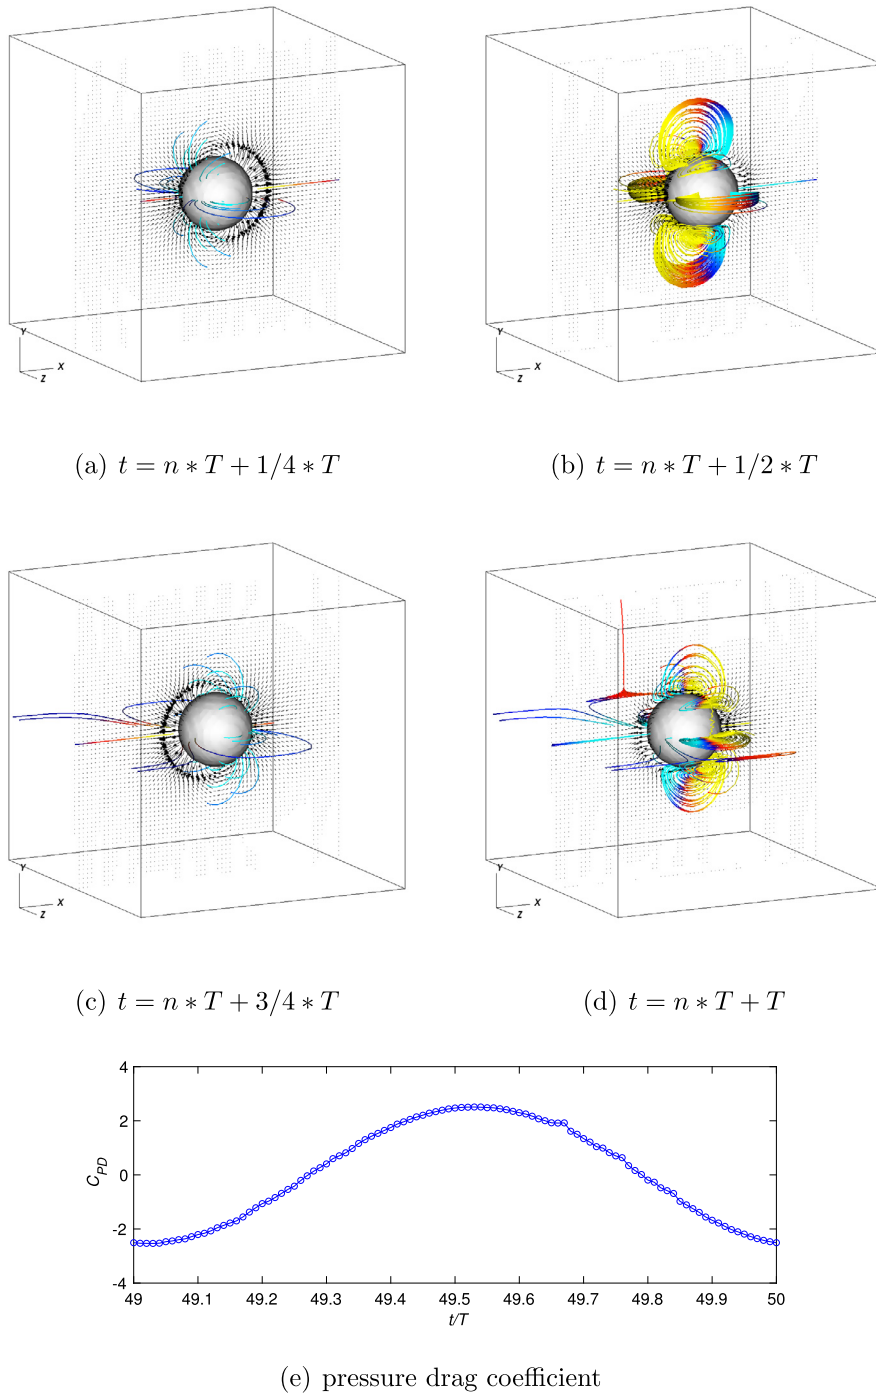 Y
X
Z
Y
X
Z
(a) t = n ∗ T + 1/4 ∗ T
(b) t = n ∗ T + 1/2 ∗ T
Y
X
Z
Y
X
Z
(c) t = n ∗ T + 3/4 ∗ T
(d) t = n ∗ T + T
4
2
0
-2
-4
C_PD
49 49.1 49.2 49.3 49.4 49.5 49.6 49.7 49.8 49.9 50
t/T
(e) pressure drag coefficient